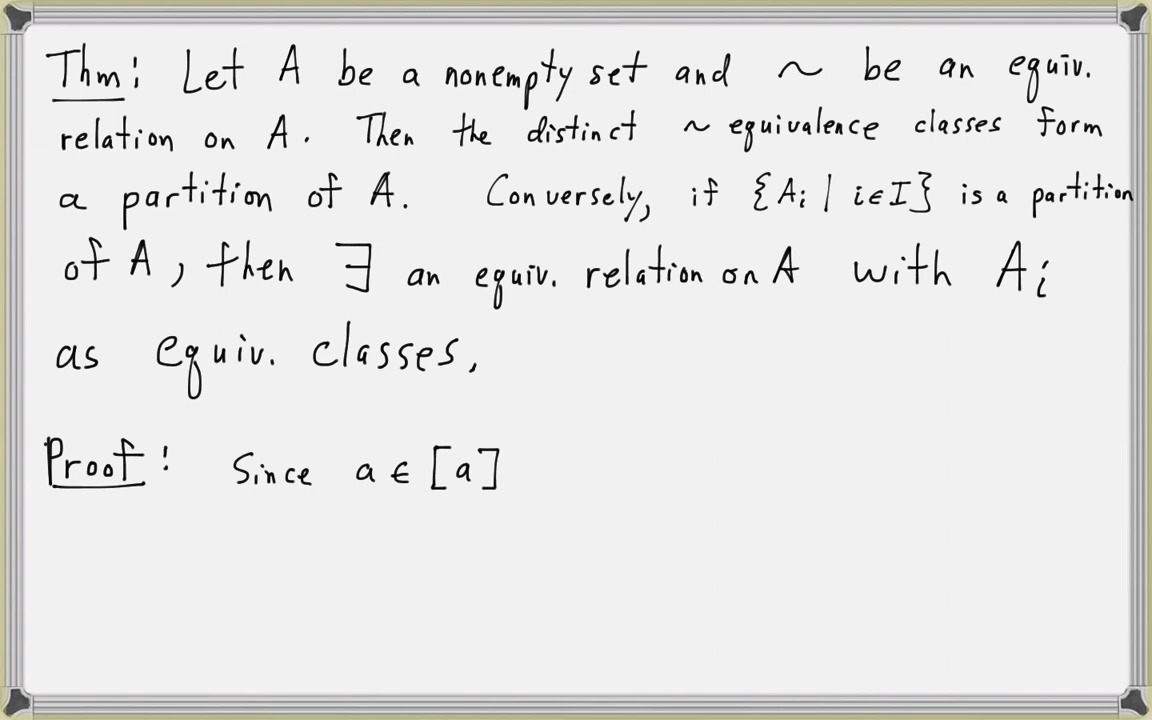 Thm: Let A be a nonempty set and ~ be an equiv.
relation on A. Then the distinct ~ equivalence classes form
a partition of A. Conversely, if {Aᵢ | i∈I} is a partition
of A, then ∃ an equiv. relation on A with Aᵢ
as equiv. classes,
Proof: Since a ∈ [a]